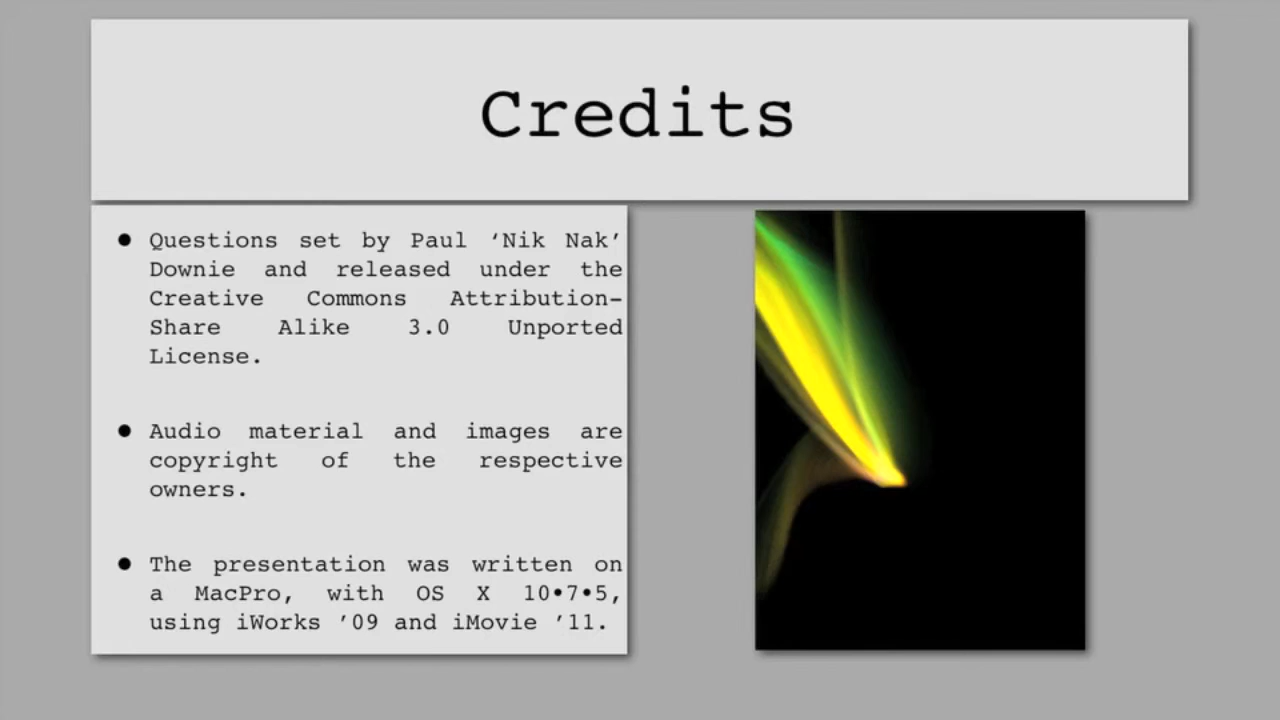 Credits
• Questions set by Paul ‘Nik Nak’
Downie and released under the
Creative Commons Attribution-
Share Alike 3.0 Unported
License.
• Audio material and images are
copyright of the respective
owners.
• The presentation was written on
a MacPro, with OS X 10•7•5,
using iWorks ’09 and iMovie ’11.